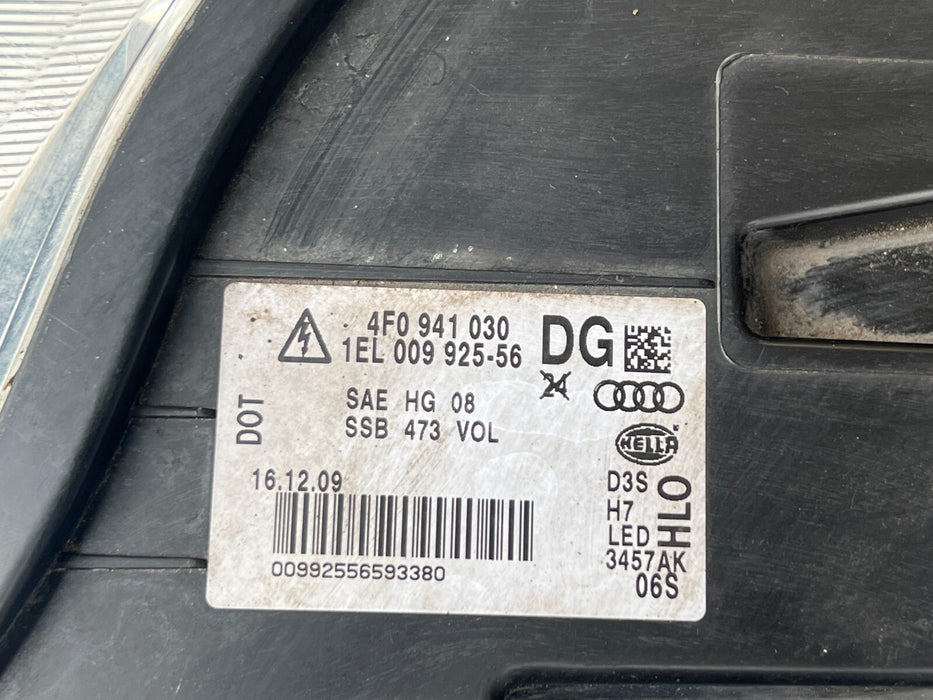 4F0 941 030
1EL 009 925-56
DG
24
SAE HG 08
SSB 473 VOL
DOT
HELLA
16.12.09
D3S
H7
LED
HLO
3457AK
06S
00992556593380